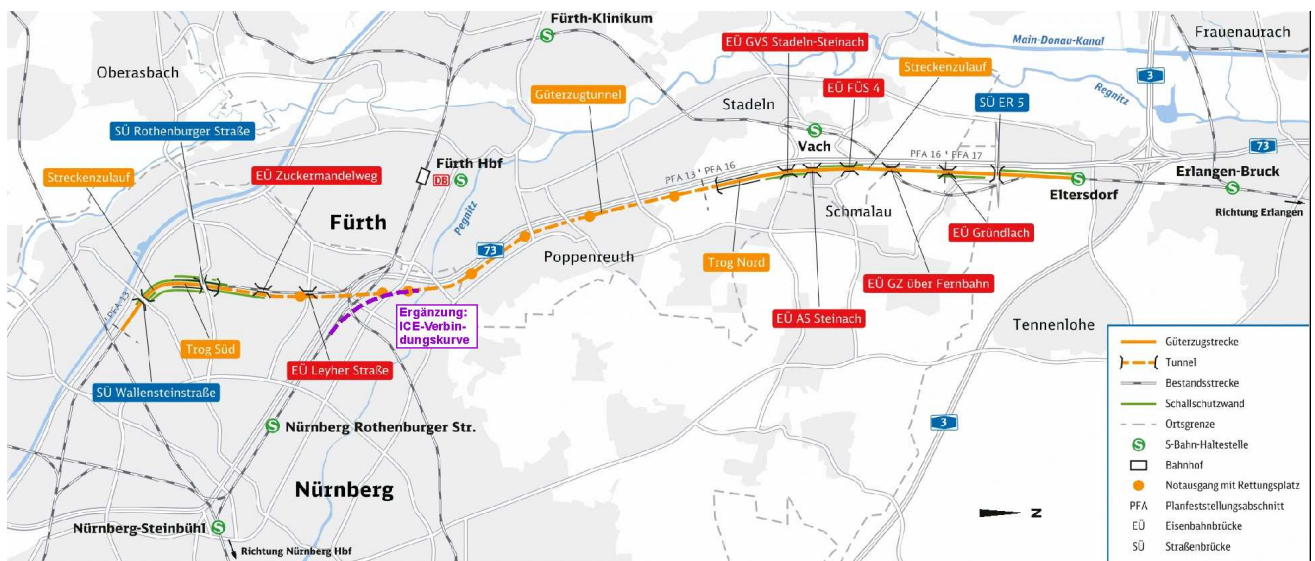 Fürth-Klinikum
EÜ GVS Stadeln-Steinach
Main-Donau-Kanal
Frauenaurach
Oberasbach
Streckenzulauf
3
EÜ FÜS 4
Regnitz
Güterzugtunnel
Stadeln
SÜ ER 5
SÜ Rothenburger Straße
Vach
73
Fürth Hbf
DB
PFA 13
PFA 16
PFA 16
PFA 17
Streckenzulauf
EÜ Zuckermandelweg
Erlangen-Bruck
Eltersdorf
Richtung Erlangen
Fürth
Pegnitz
Schmalau
EÜ Gründlach
73
Poppenreuth
Trog Nord
EÜ GZ über Fernbahn
PFA 13
Ergänzung:
ICE-Verbin
dungskurve
EÜ AS Steinach
Tennenlohe
Trog Süd
EÜ Leyher Straße
SÜ Wallensteinstraße
3
Nürnberg Rothenburger Str.
Nürnberg
Nürnberg-Steinbühl
Richtung Nürnberg Hbf
N
Güterzugstrecke
Tunnel
Bestandsstrecke
Schallschutzwand
Ortsgrenze
S
S-Bahn-Haltestelle
Bahnhof
Notausgang mit Rettungsplatz
PFA Planfeststellungsabschnitt
EÜ Eisenbahnbrücke
SÜ Straßenbrücke